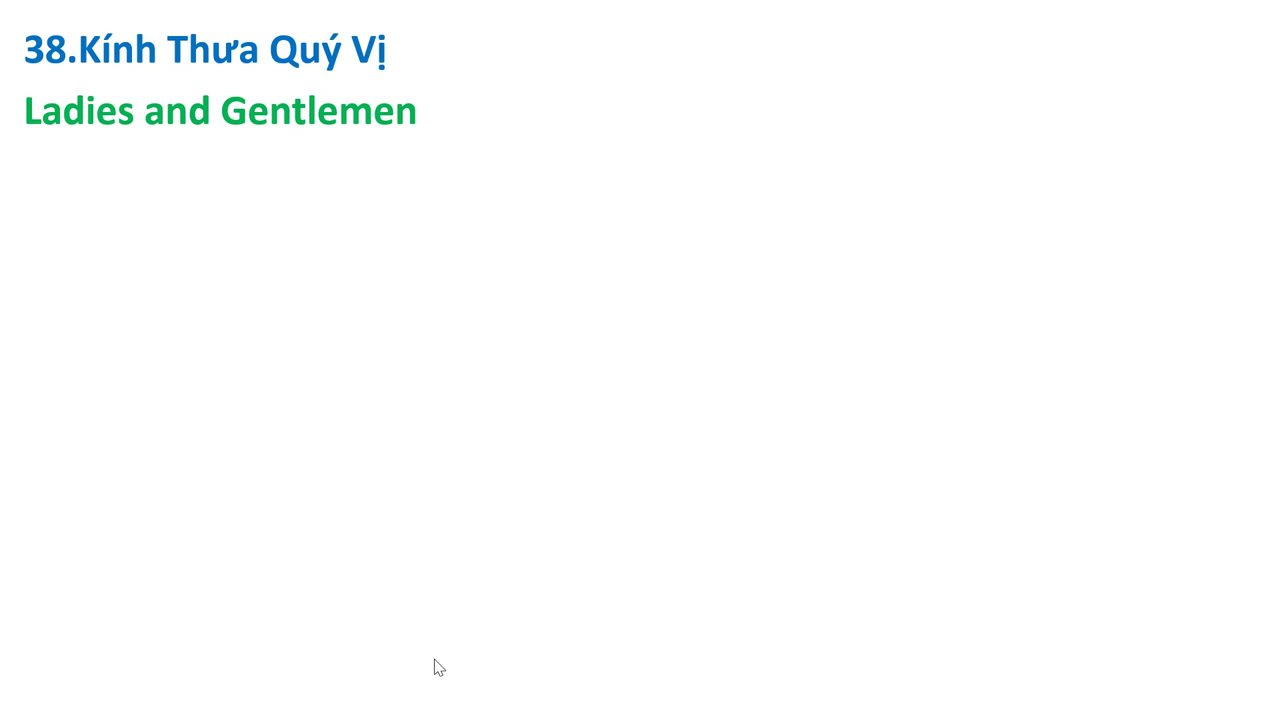 38.Kính Thưa Quý Vị
Ladies and Gentlemen